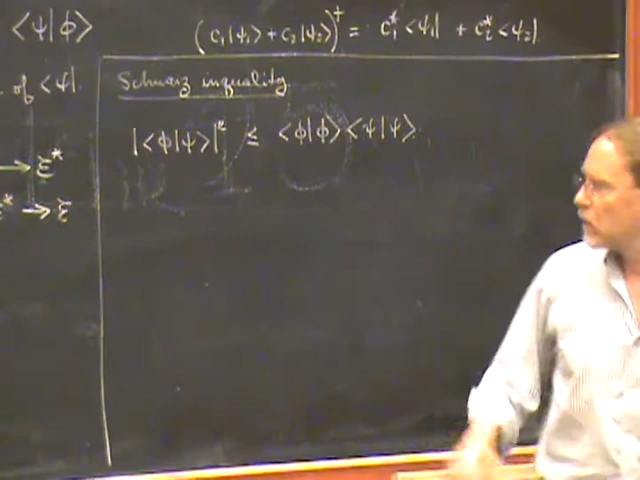 ⟨ψ|ϕ⟩
of ⟨ψ|
→ ℰ*
ℰ* → ℰ
(c₁|ψ₁⟩ + c₂|ψ₂⟩)† = c₁*⟨ψ₁| + c₂*⟨ψ₂|
Schwarz inequality
|⟨ϕ|ψ⟩|² ≤ ⟨ϕ|ϕ⟩⟨ψ|ψ⟩